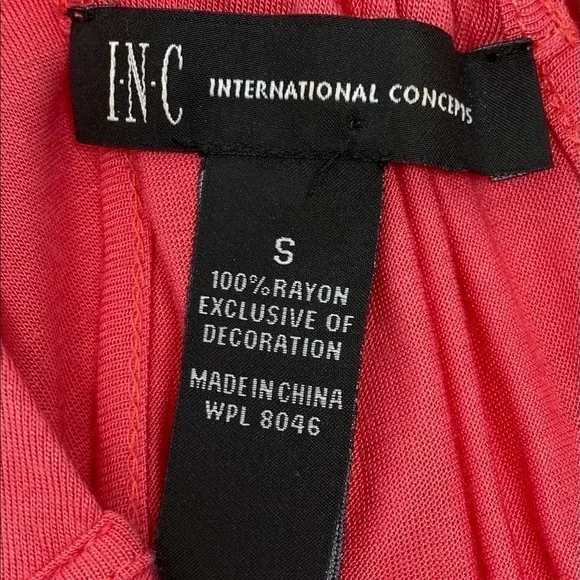 I·N·C INTERNATIONAL CONCEPTS
S
100% RAYON
EXCLUSIVE OF
DECORATION
MADE IN CHINA
WPL 8046